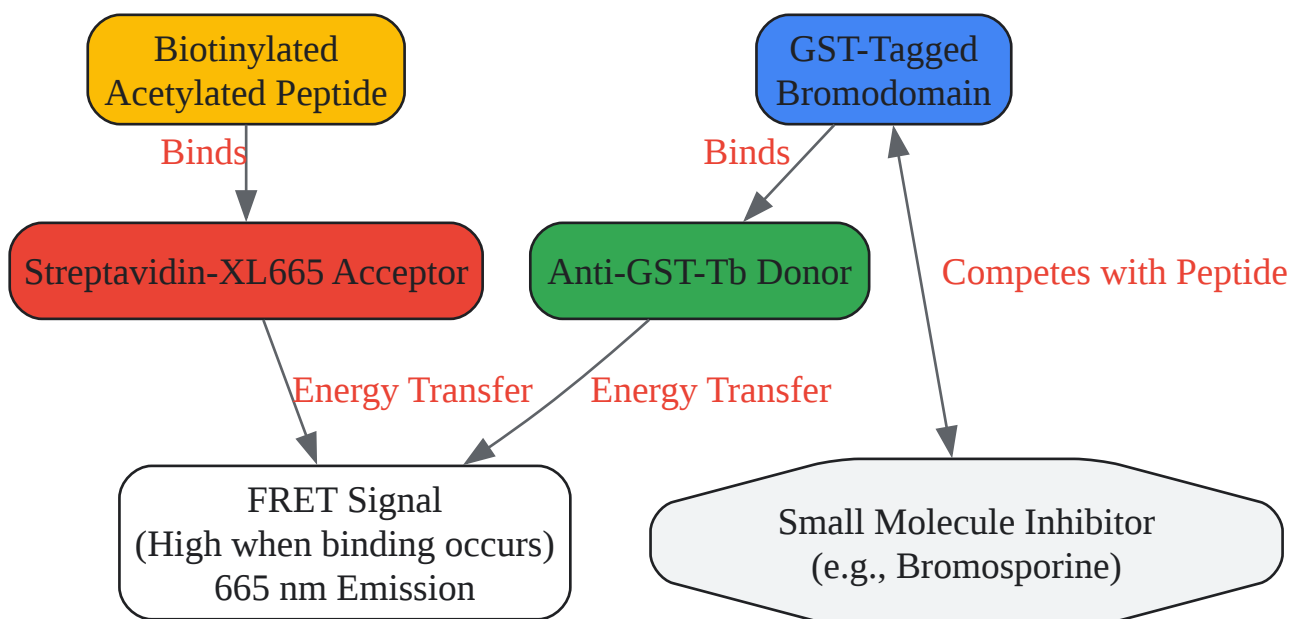 Biotinylated
Acetylated Peptide
GST-Tagged
Bromodomain
Binds
Binds
Streptavidin-XL665 Acceptor
Anti-GST-Tb Donor
Competes with Peptide
Energy Transfer
Energy Transfer
FRET Signal
(High when binding occurs)
665 nm Emission
Small Molecule Inhibitor
(e.g., Bromosporine)